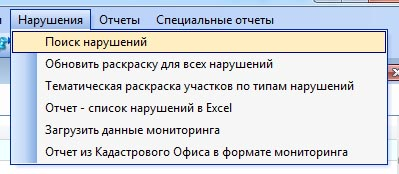 Нарушения Отчеты Специальные отчеты
Поиск нарушений
Обновить раскраску для всех нарушений
Тематическая раскраска участков по типам нарушений
Отчет - список нарушений в Excel
Загрузить данные мониторинга
Отчет из Кадастрового Офиса в формате мониторинга